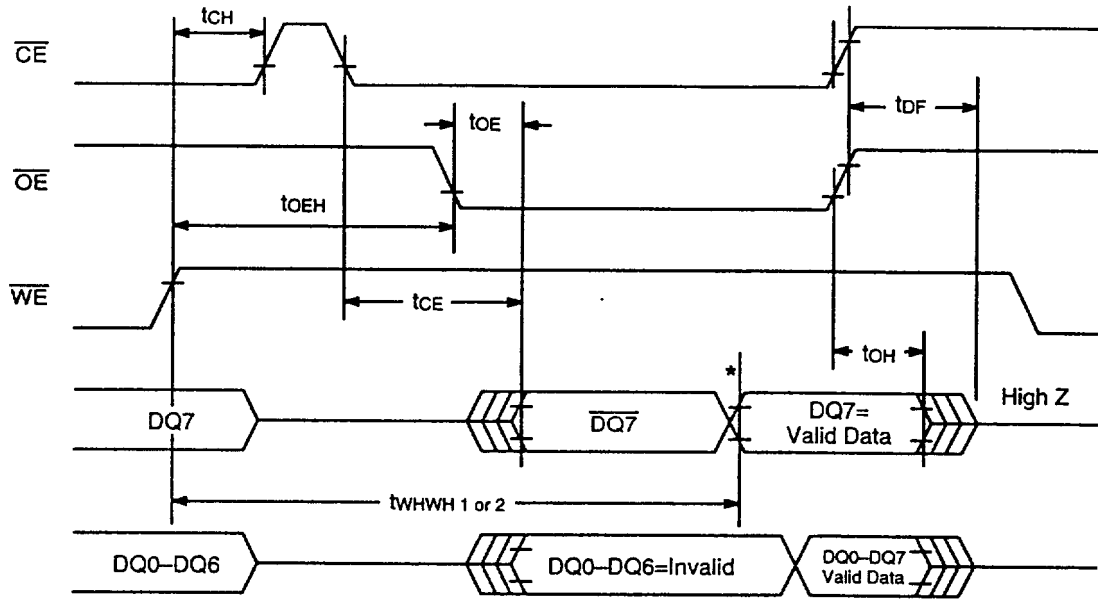 tCH
CE
tDF
tOE
OE
tOEH
WE
tCE
tOH
*
High Z
DQ7
DQ7
DQ7=
Valid Data
tWHWH 1 or 2
DQ0–DQ6
DQ0–DQ6=Invalid
DQ0–DQ7
Valid Data